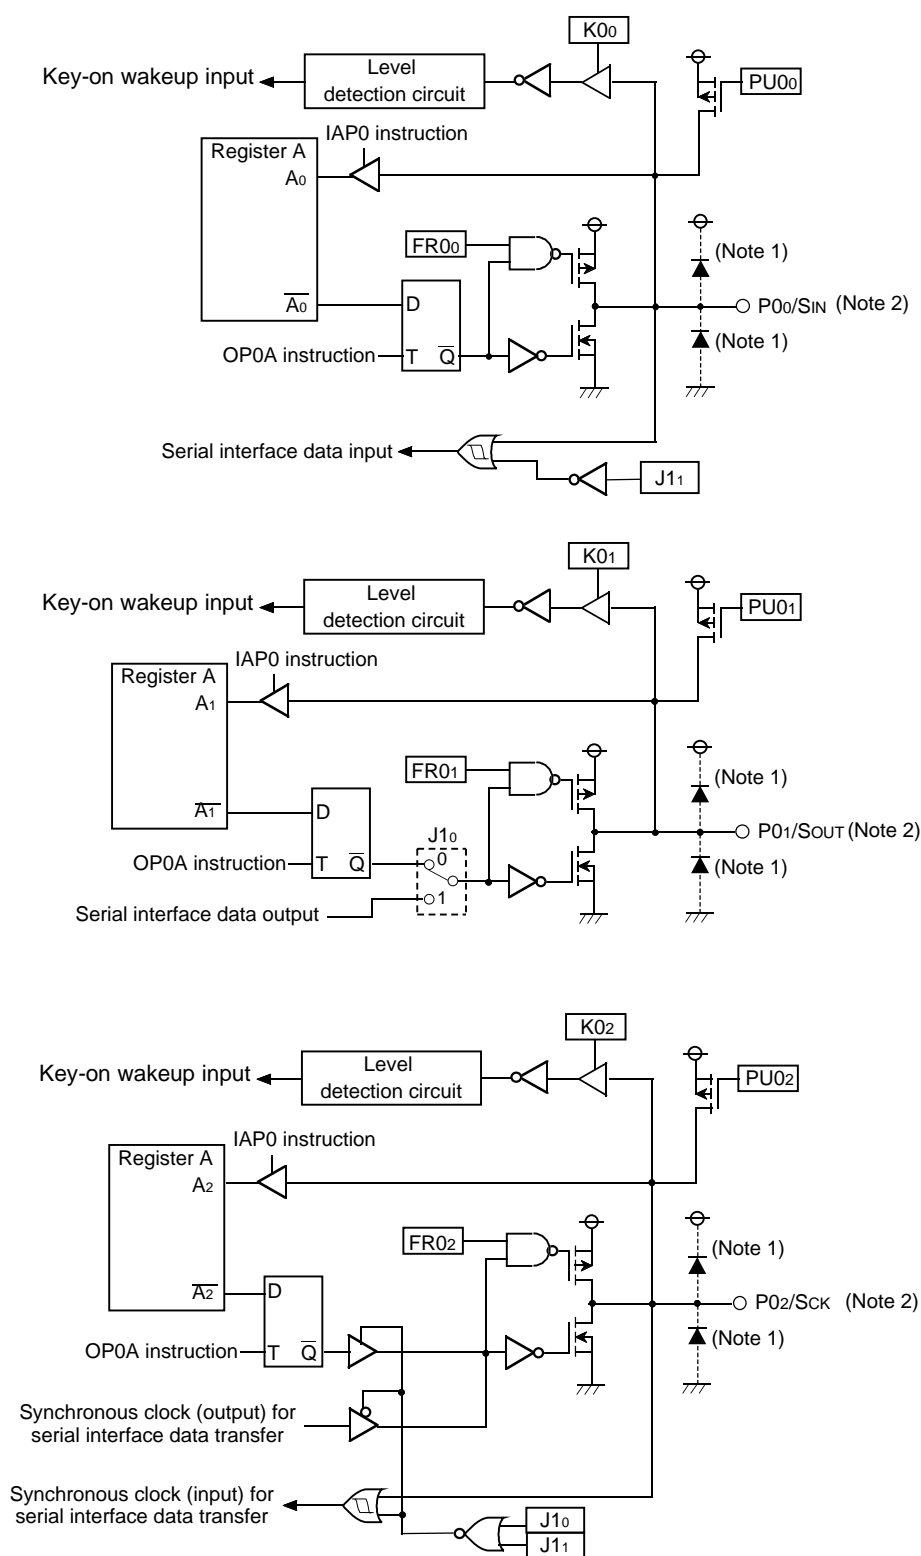 K00
Key-on wakeup input
Level
detection circuit
PU00
IAP0 instruction
Register A
A0
FR00
(Note 1)
A0
D
P00/SIN (Note 2)
OP0A instruction
T Q
(Note 1)
Serial interface data input
J11
K01
Key-on wakeup input
Level
detection circuit
PU01
IAP0 instruction
Register A
A1
FR01
(Note 1)
A1
D
J10
P01/SOUT (Note 2)
OP0A instruction
T Q
0
(Note 1)
1
Serial interface data output
K02
Key-on wakeup input
Level
detection circuit
PU02
IAP0 instruction
Register A
A2
FR02
(Note 1)
A2
D
P02/SCK (Note 2)
OP0A instruction
T Q
(Note 1)
Synchronous clock (output) for
serial interface data transfer
Synchronous clock (input) for
serial interface data transfer
J10
J11